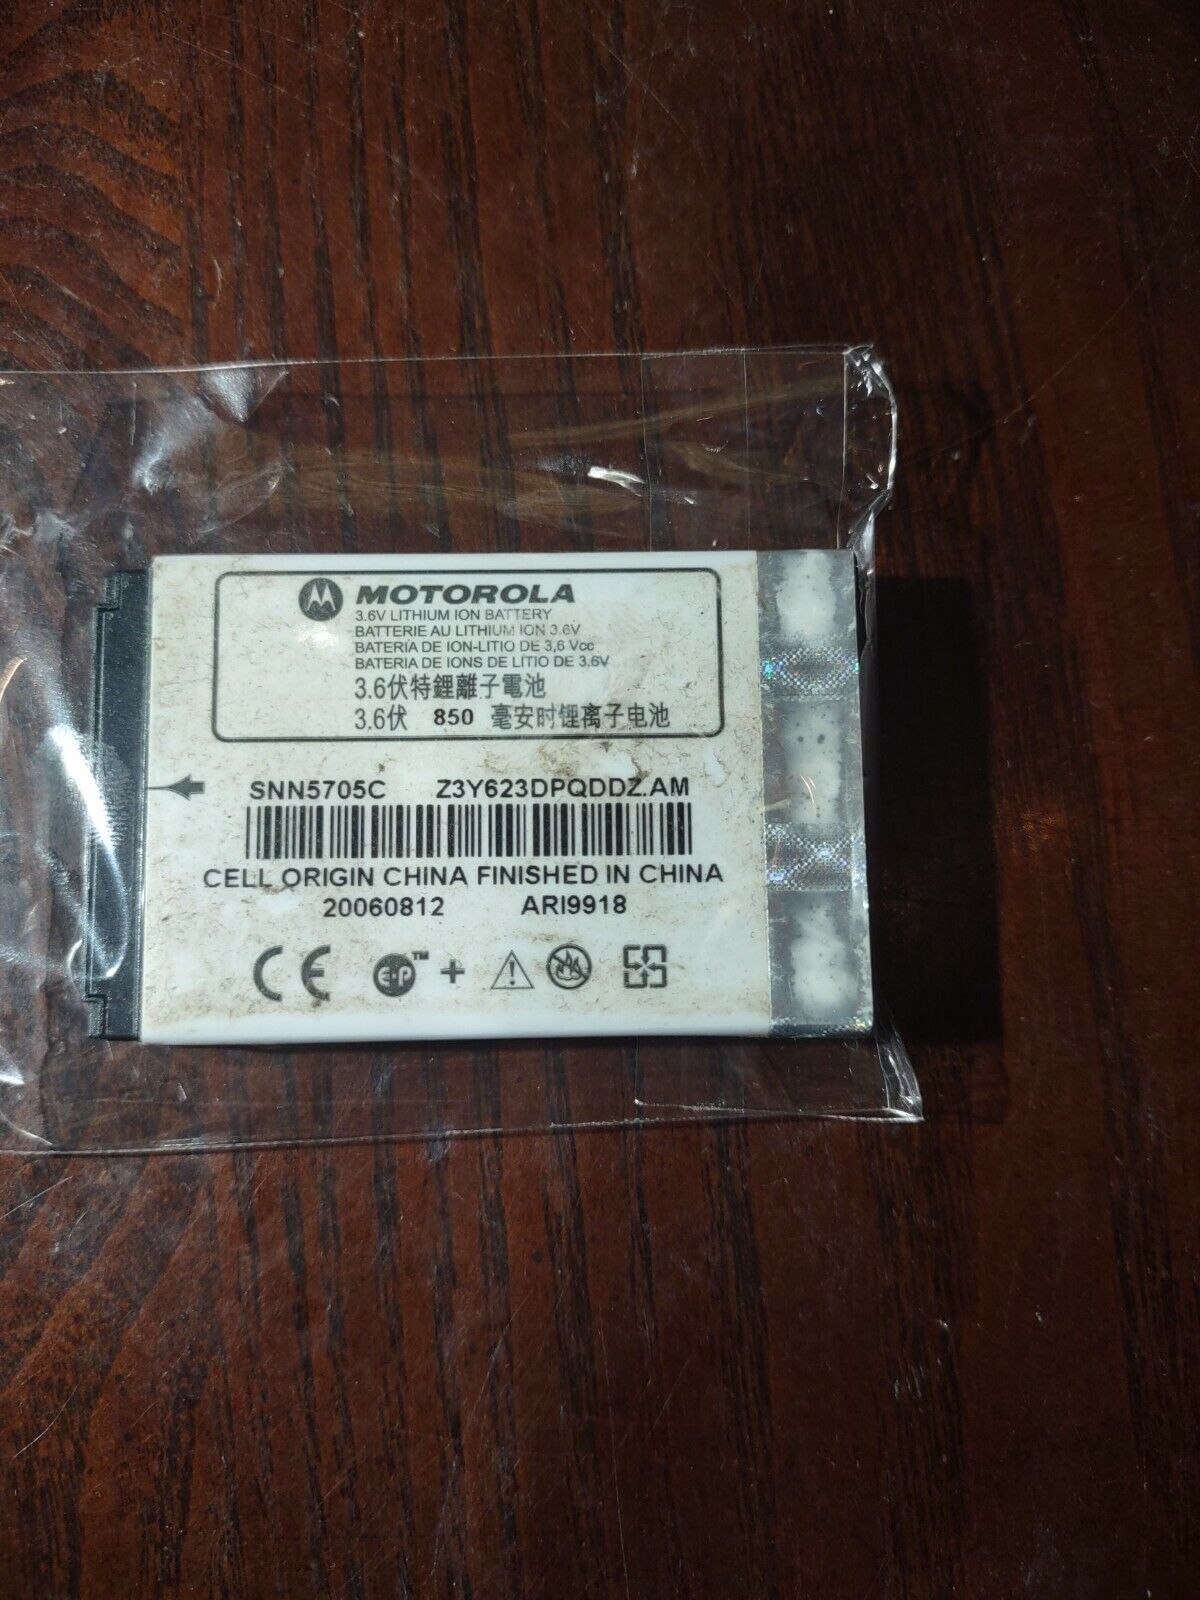 MOTOROLA
3.6V LITHIUM ION BATTERY
BATTERIE AU LITHIUM ION 3.6V
BATERÍA DE ION-LITIO DE 3,6 Vcc
BATERIA DE IONS DE LITIO DE 3.6V
3.6伏特鋰離子電池
3.6伏 850 毫安时锂离子电池
SNN5705C Z3Y623DPQDDZ.AM
CELL ORIGIN CHINA FINISHED IN CHINA
20060812 ARI9918
CE E·P™ +